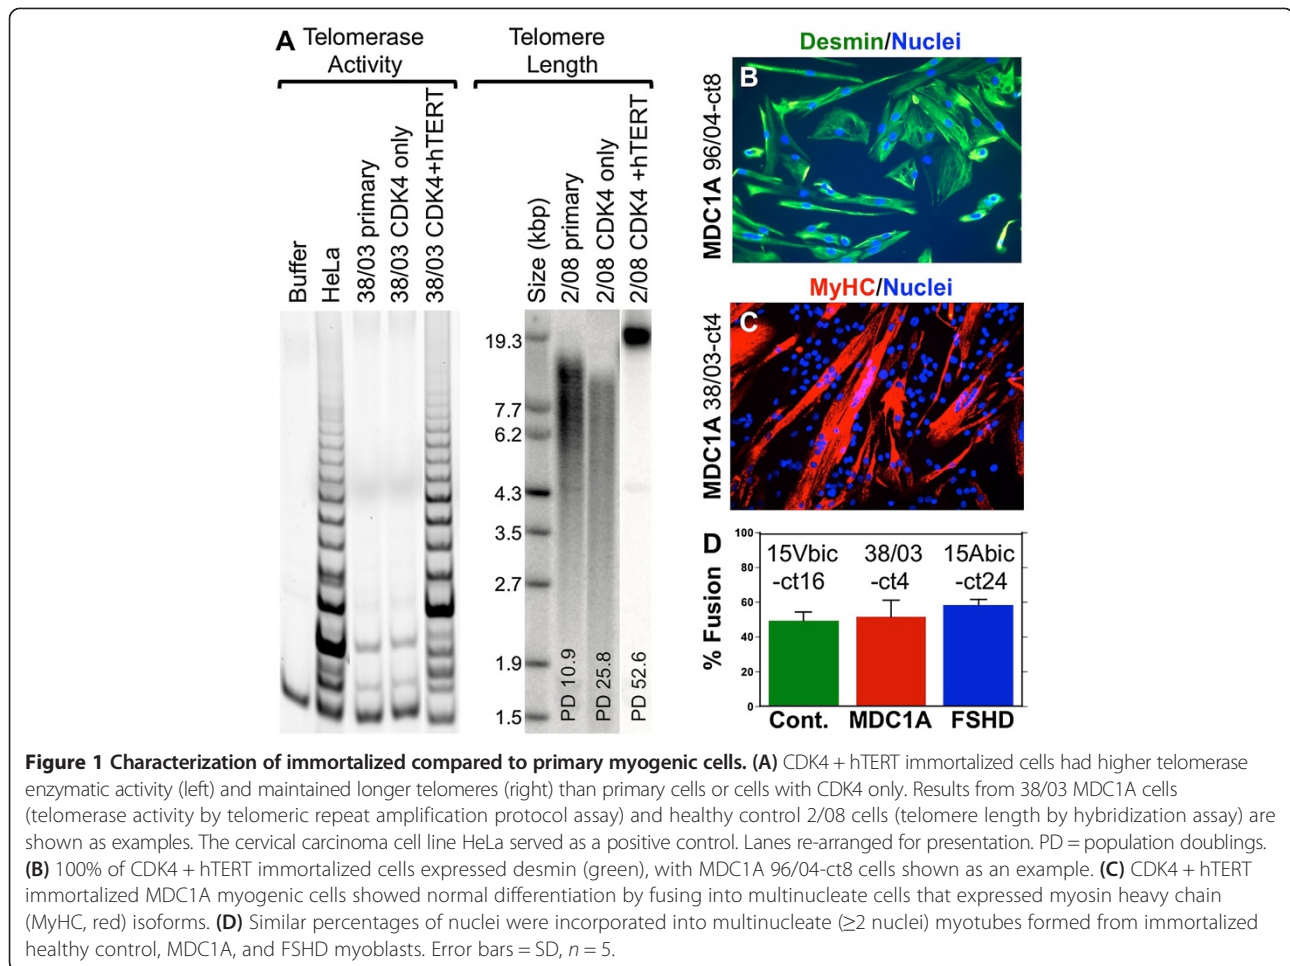 A Telomerase Activity
Telomere Length
Buffer
HeLa
38/03 primary
38/03 CDK4 only
38/03 CDK4+hTERT
Size (kbp)
2/08 primary
2/08 CDK4 only
2/08 CDK4 +hTERT
19.3
7.7
6.2
4.3
3.5
2.7
1.9
1.5
PD 10.9
PD 25.8
PD 52.6
Desmin/Nuclei
B
MDC1A 96/04-ct8
MyHC/Nuclei
C
MDC1A 38/03-ct4
D
% Fusion
100
80
60
40
20
0
15Vbic
-ct16
38/03
-ct4
15Abic
-ct24
Cont. MDC1A FSHD
Figure 1 Characterization of immortalized compared to primary myogenic cells. (A) CDK4 + hTERT immortalized cells had higher telomerase
enzymatic activity (left) and maintained longer telomeres (right) than primary cells or cells with CDK4 only. Results from 38/03 MDC1A cells
(telomerase activity by telomeric repeat amplification protocol assay) and healthy control 2/08 cells (telomere length by hybridization assay) are
shown as examples. The cervical carcinoma cell line HeLa served as a positive control. Lanes re-arranged for presentation. PD = population doublings.
(B) 100% of CDK4 + hTERT immortalized cells expressed desmin (green), with MDC1A 96/04-ct8 cells shown as an example. (C) CDK4 + hTERT
immortalized MDC1A myogenic cells showed normal differentiation by fusing into multinucleate cells that expressed myosin heavy chain
(MyHC, red) isoforms. (D) Similar percentages of nuclei were incorporated into multinucleate (≥2 nuclei) myotubes formed from immortalized
healthy control, MDC1A, and FSHD myoblasts. Error bars = SD, n = 5.